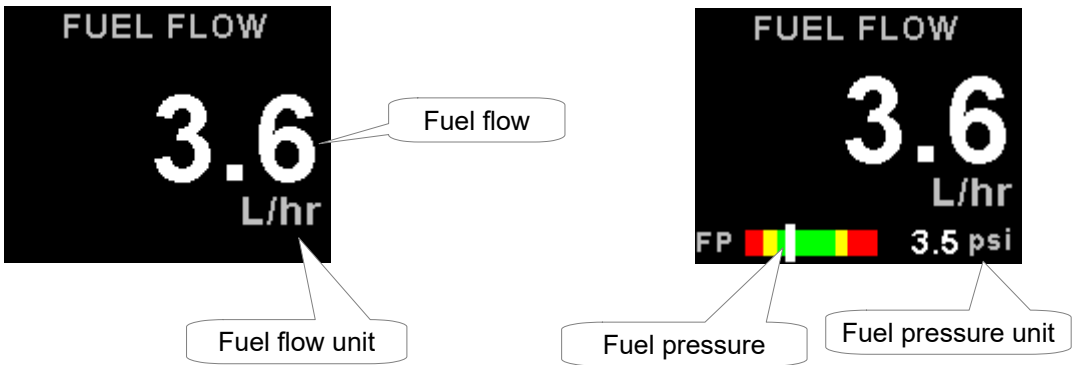 FUEL FLOW
3.6
L/hr
Fuel flow
Fuel flow unit
FUEL FLOW
3.6
L/hr
FP 3.5 psi
Fuel pressure
Fuel pressure unit